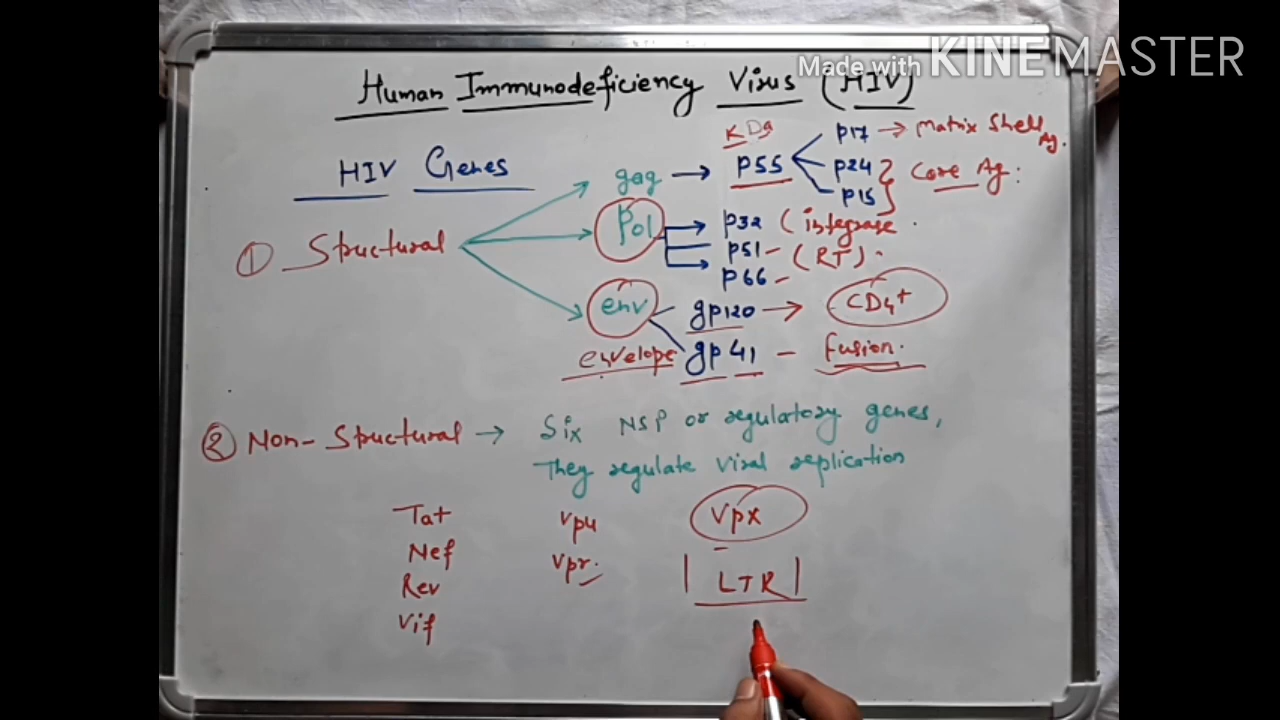 Made with KINEMASTER
Human Immunodeficiency Virus (HIV)
HIV Genes
① Structural
gag → p55
KDa
p17 → Matrix Shell Ag.
p24
p15
Core Ag:
Pol
p32 (integrase
p51 - (RT).
p66 -
env
gp120 → CD4+
envelope gp 41 - fusion.
② Non-Structural → Six NSP or regulatory genes,
They regulate viral replication
Tat Vpu Vpx
Nef Vpr.
Rev LTR
Vif